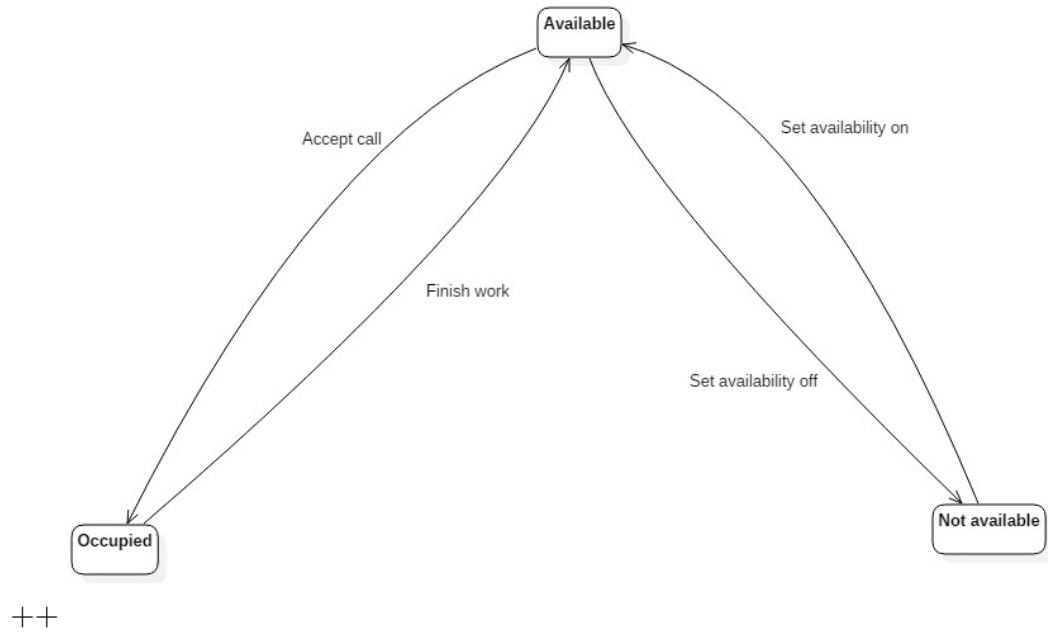 Available
Accept call
Set availability on
Finish work
Set availability off
Not available
Occupied
++